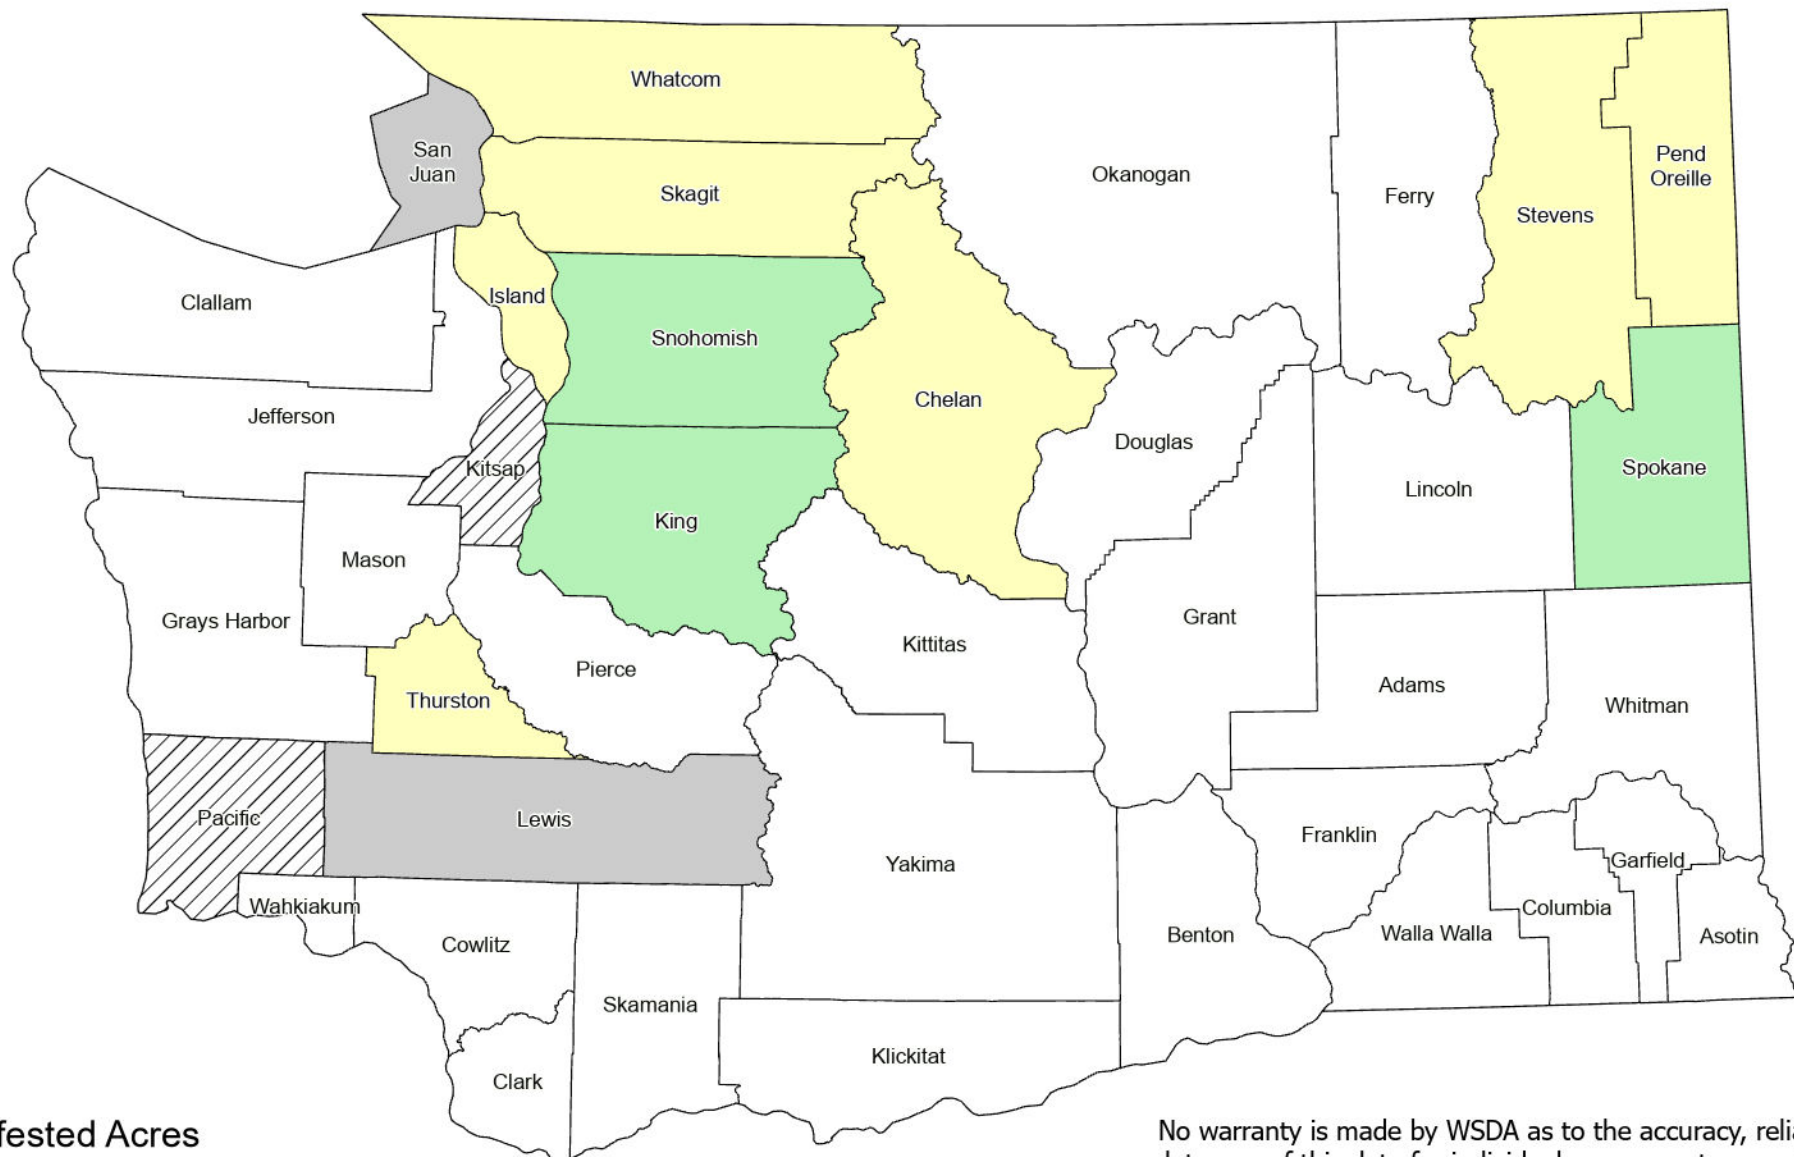 Whatcom
San
Juan
Skagit
Okanogan
Ferry
Stevens
Pend
Oreille
Clallam
Island
Snohomish
Chelan
Jefferson
Kitsap
King
Douglas
Lincoln
Spokane
Mason
Grays Harbor
Thurston
Pierce
Kittitas
Grant
Adams
Whitman
Pacific
Lewis
Yakima
Franklin
Garfield
Wahkiakum
Cowlitz
Skamania
Benton
Walla Walla
Columbia
Asotin
Klickitat
Clark
fested Acres
No warranty is made by WSDA as to the accuracy, relia